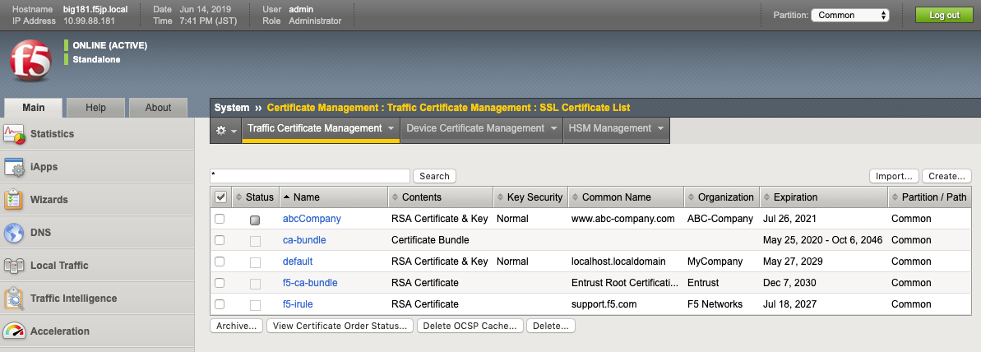 Hostname big181.f5jp.local Date Jun 14, 2019 User admin
IP Address 10.99.88.181 Time 7:41 PM (JST) Role Administrator
Partition: Common Log out
f5
ONLINE (ACTIVE)
Standalone
Main Help About
System ›› Certificate Management : Traffic Certificate Management : SSL Certificate List
Traffic Certificate Management Device Certificate Management HSM Management
Statistics
iApps
Wizards
DNS
Local Traffic
Traffic Intelligence
Acceleration
* Search Import... Create...
Status Name Contents Key Security Common Name Organization Expiration Partition / Path
abcCompany RSA Certificate & Key Normal www.abc-company.com ABC-Company Jul 26, 2021 Common
ca-bundle Certificate Bundle May 25, 2020 - Oct 6, 2046 Common
default RSA Certificate & Key Normal localhost.localdomain MyCompany May 27, 2029 Common
f5-ca-bundle RSA Certificate Entrust Root Certificati... Entrust Dec 7, 2030 Common
f5-irule RSA Certificate support.f5.com F5 Networks Jul 18, 2027 Common
Archive... View Certificate Order Status... Delete OCSP Cache... Delete...